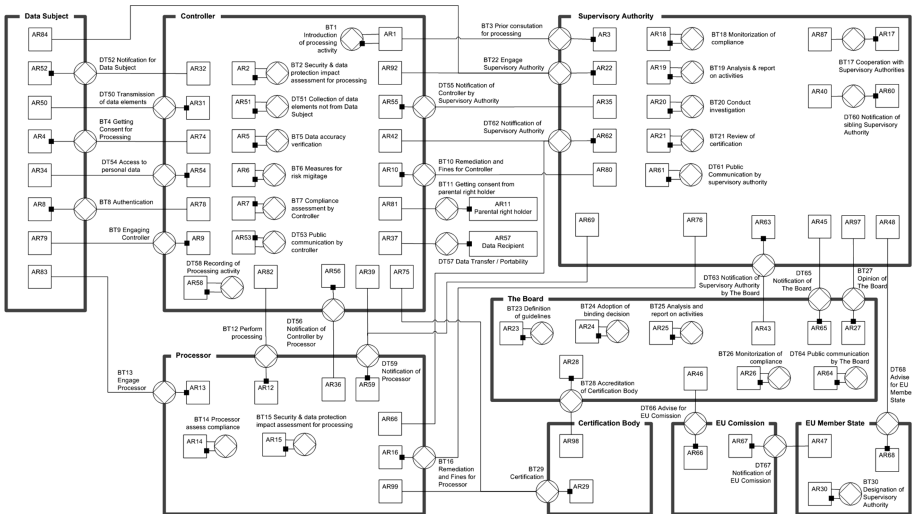 Data Subject
AR84
DT52 Notifcation for
Data Subject
AR52
DT50 Transmission
of data elements
AR50
BT4 Getting
Consent for
Processing
AR4
DT54 Access to
personal data
AR34
AR8
BT8 Authentication
AR79
BT9 Engaging
Controller
AR83
Controller
BT1
Introduction
of processing
activity
AR1
AR32
AR2
BT2 Security & data
protection impact
assessment for processing
AR92
AR31
AR51
DT51 Collection of data
elements not from Data
Subject
AR55
AR74
AR5
BT5 Data accuracy
verification
AR42
AR54
AR6
BT6 Measures for
risk migitage
AR10
AR78
AR7
BT7 Compliance
assessment by
Controller
AR81
AR9
AR53
DT53 Public
communication by
controller
AR37
DT58 Recording of
Processing activity
AR58
AR82
AR56
AR39
AR75
BT3 Prior consutation
for processing
BT22 Engage
Supervisory Authority
DT55 Notification of
Controller by
Supervisory Authority
DT62 Notiffication of
Supervisory Authority
BT10 Remediation and
Fines for Controller
BT11 Getting consent from
parental right holder
AR11
Parental right holder
AR57
Data Recipient
DT57 Data Transfer / Portability
Supervisory Authority
AR3
AR18
BT18 Monitorization of
compliance
AR87
AR17
BT17 Cooperation with
Supervisory Authorities
AR22
AR19
BT19 Analysis & report
on activities
AR35
AR20
BT20 Conduct
investigation
AR40
AR60
DT60 Notification of
sibling Supervisory
Authority
AR62
AR21
BT21 Review of
certification
AR80
AR61
DT61 Public
Communication by
supervisory authority
AR69
AR76
AR63
AR45
AR97
AR48
DT63 Notification of
Supervisory Authority
by The Board
DT65
Notification of
The Board
BT27
Opinion of
The Board
The Board
BT23 Definition
of guidelines
AR23
BT24 Adoption of
binding decision
AR24
BT25 Analysis and
report on activities
AR25
AR43
AR65
AR27
AR28
BT26 Monitorization of
compliance
AR26
DT64 Public communication
by The Board
AR64
BT28 Accreditation
of Certification Body
AR46
DT66 Advise for
EU Comission
DT68
Advise
for EU
Membe
State
BT12 Perform
processing
DT56
Notification of
Controller by
Processor
DT59
Notification of
Processor
BT13
Engage
Processor
Processor
AR13
AR12
AR36
AR59
BT14 Processor
assess compliance
AR14
BT15 Security & data protection
impact assessment for processing
AR15
AR66
AR16
BT16
Remediation
and Fines for
Processor
AR99
BT29
Certification
Certification Body
AR98
AR29
EU Comission
AR66
AR67
DT67
Notification of
EU Comission
EU Member State
AR47
AR68
AR30
BT30
Designation of
Supervisory
Authority